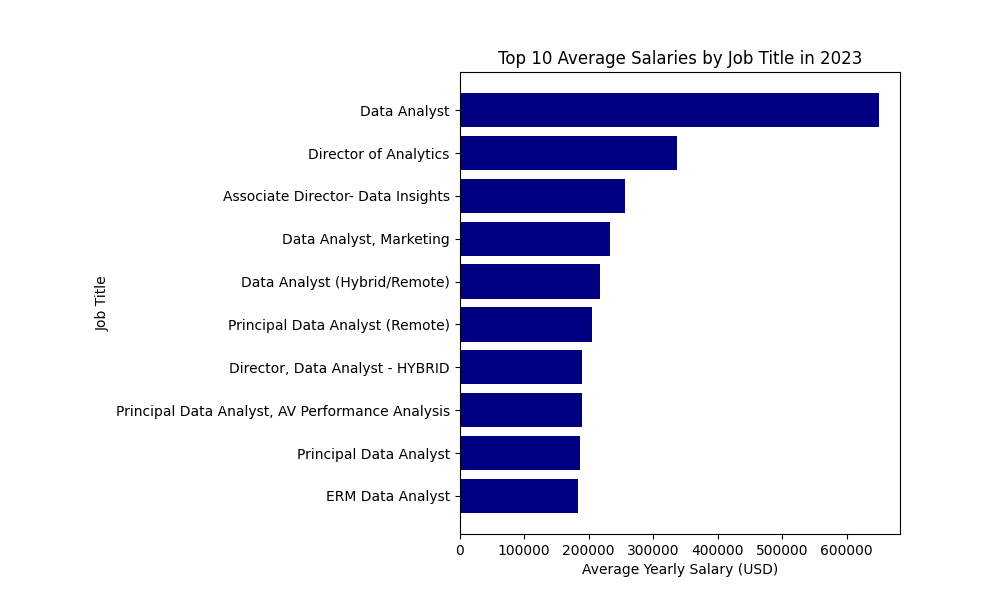 Top 10 Average Salaries by Job Title in 2023
Job Title
Data Analyst
Director of Analytics
Associate Director- Data Insights
Data Analyst, Marketing
Data Analyst (Hybrid/Remote)
Principal Data Analyst (Remote)
Director, Data Analyst - HYBRID
Principal Data Analyst, AV Performance Analysis
Principal Data Analyst
ERM Data Analyst
0 100000 200000 300000 400000 500000 600000
Average Yearly Salary (USD)